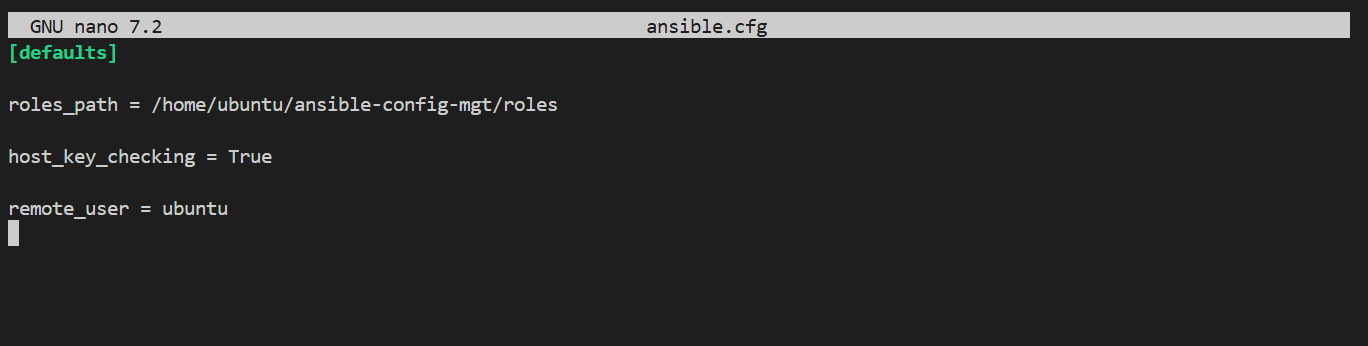 GNU nano 7.2 ansible.cfg
[defaults]
roles_path = /home/ubuntu/ansible-config-mgt/roles
host_key_checking = True
remote_user = ubuntu